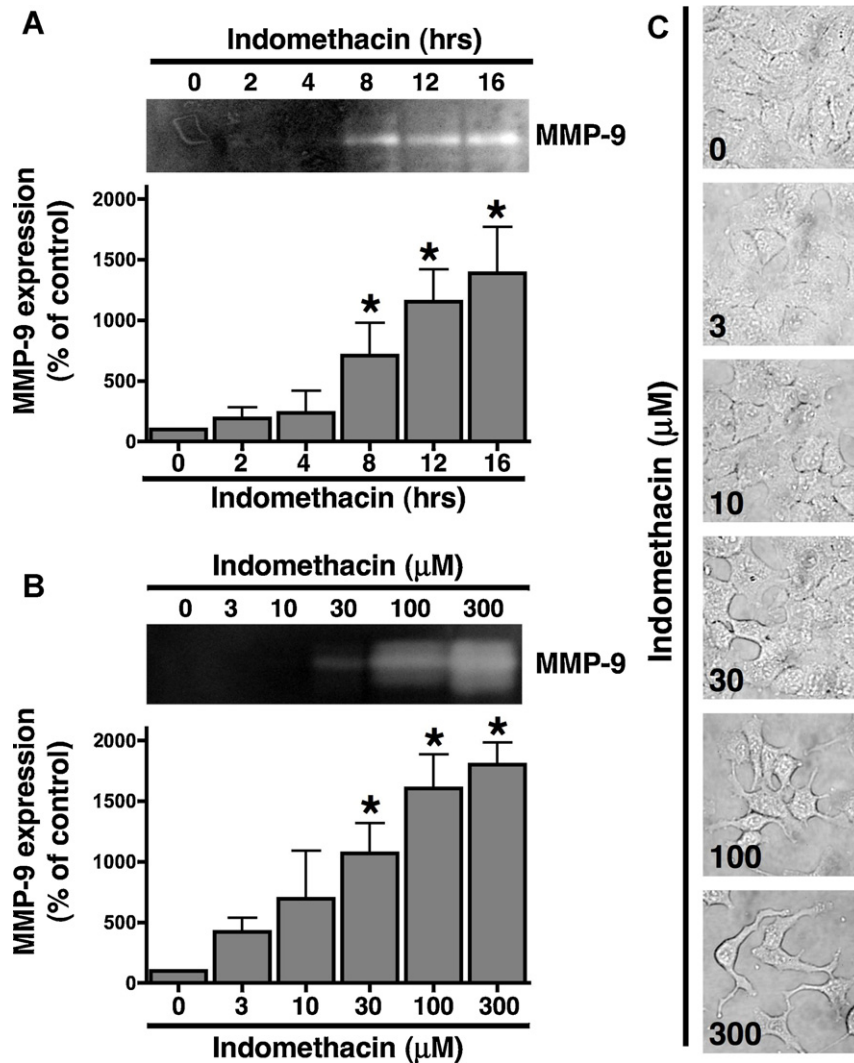 A
Indomethacin (hrs)
0 2 4 8 12 16
MMP-9
MMP-9 expression
(% of control)
2000
1500
1000
500
0
* * *
0 2 4 8 12 16
Indomethacin (hrs)
B
Indomethacin (μM)
0 3 10 30 100 300
MMP-9
MMP-9 expression
(% of control)
2000
1500
1000
500
0
* * *
0 3 10 30 100 300
Indomethacin (μM)
C
Indomethacin (μM)
0
3
10
30
100
300